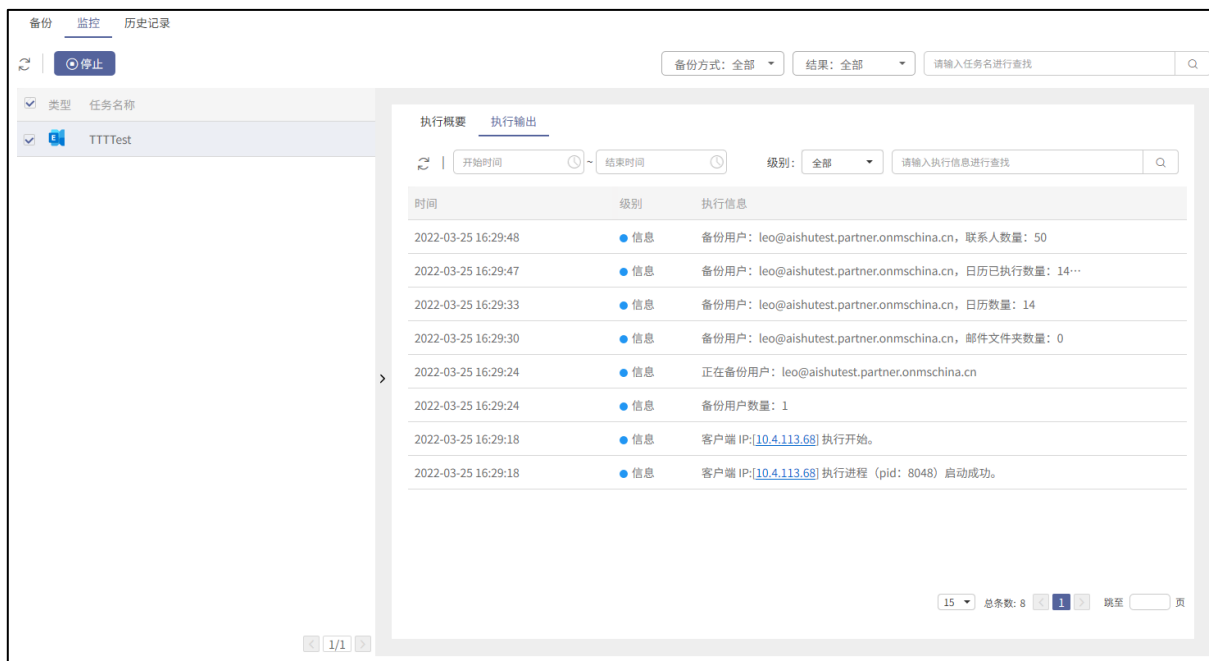 备份 监控 历史记录
停止 备份方式：全部 结果：全部 请输入任务名进行查找
类型 任务名称
TTTTest
执行概要 执行输出
开始时间 ~ 结束时间 级别： 全部 请输入执行信息进行查找
时间 级别 执行信息
2022-03-25 16:29:48 信息 备份用户：leo@aishutest.partner.onmschina.cn，联系人数量：50
2022-03-25 16:29:47 信息 备份用户：leo@aishutest.partner.onmschina.cn，日历已执行数量：14…
2022-03-25 16:29:33 信息 备份用户：leo@aishutest.partner.onmschina.cn，日历数量：14
2022-03-25 16:29:30 信息 备份用户：leo@aishutest.partner.onmschina.cn，邮件文件夹数量：0
2022-03-25 16:29:24 信息 正在备份用户：leo@aishutest.partner.onmschina.cn
2022-03-25 16:29:24 信息 备份用户数量：1
2022-03-25 16:29:18 信息 客户端 IP:[10.4.113.68] 执行开始。
2022-03-25 16:29:18 信息 客户端 IP:[10.4.113.68] 执行进程（pid：8048）启动成功。
15 总条数: 8 < 1 > 跳至 页
< 1/1 >